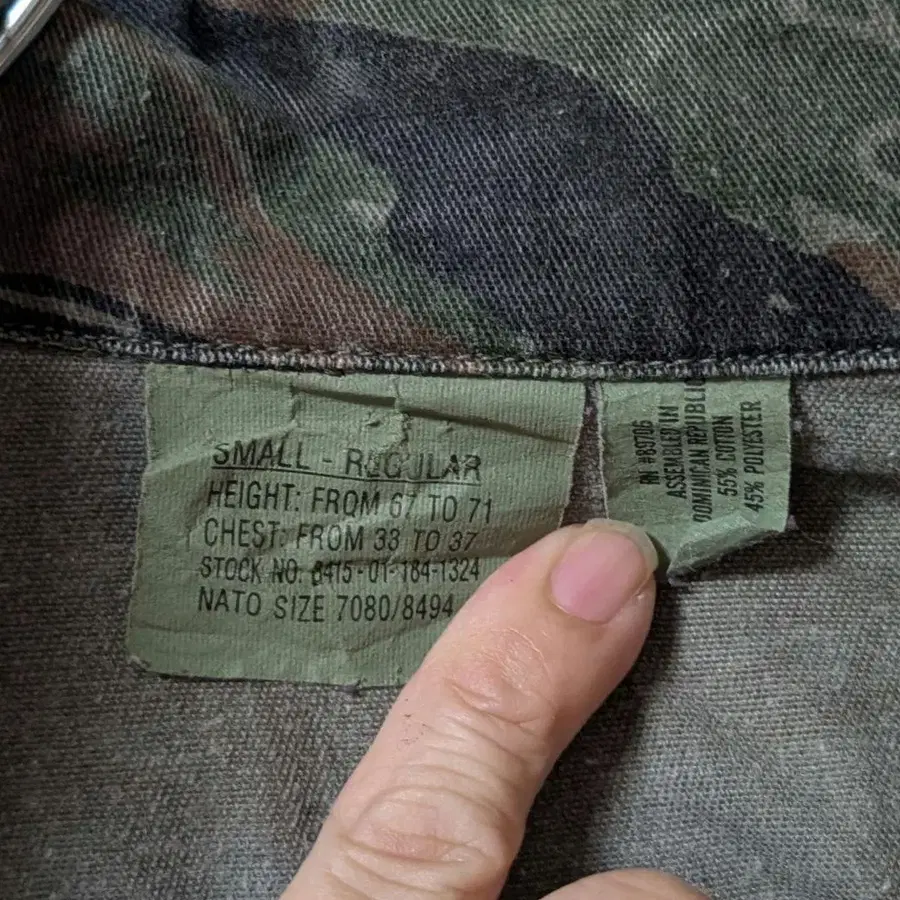 SMALL - REGULAR
HEIGHT: FROM 67 TO 71
CHEST: FROM 33 TO 37
STOCK NO. 8415-01-184-1324
NATO SIZE 7080/8494
RN #89706
ASSEMBLED IN
DOMINICAN REPUBLIC
55% COTTON
45% POLYESTER